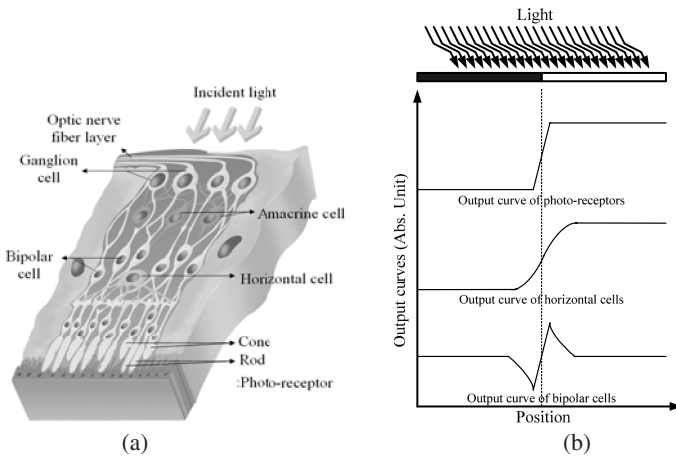 Incident light
Optic nerve
fiber layer
Ganglion
cell
Amacrine cell
Bipolar
cell
Horizontal cell
Cone
Rod
:Photo-receptor
(a)
Light
Output curves (Abs. Unit)
Output curve of photo-receptors
Output curve of horizontal cells
Output curve of bipolar cells
Position
(b)